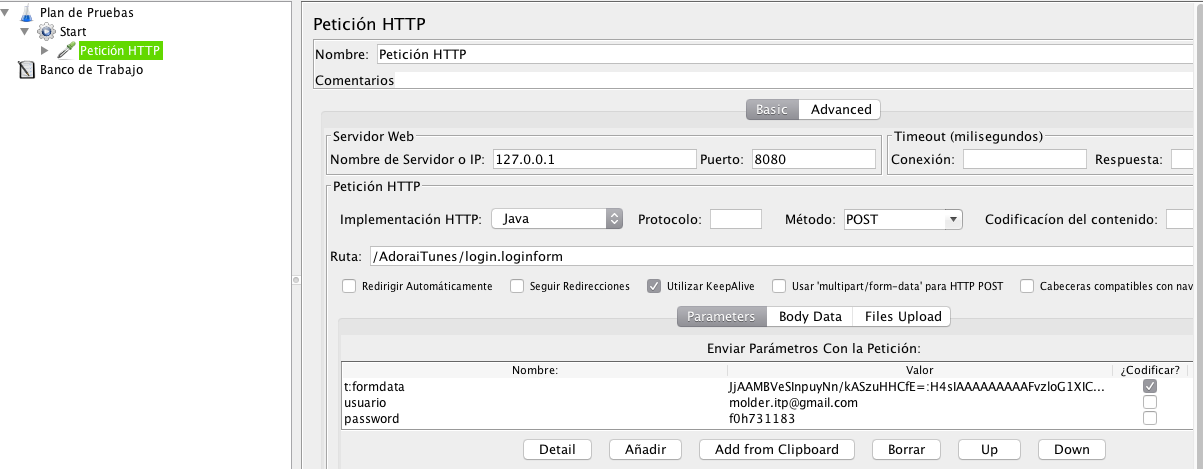 Plan de Pruebas
Start
Petición HTTP
Banco de Trabajo
Petición HTTP
Nombre: Petición HTTP
Comentarios
Basic Advanced
Servidor Web
Nombre de Servidor o IP: 127.0.0.1 Puerto: 8080
Timeout (milisegundos)
Conexión: Respuesta:
Petición HTTP
Implementación HTTP: Java Protocolo: Método: POST Codificacíon del contenido:
Ruta: /AdoraiTunes/login.loginform
Redirigir Automáticamente Seguir Redirecciones Utilizar KeepAlive Usar 'multipart/form-data' para HTTP POST Cabeceras compatibles con nav
Parameters Body Data Files Upload
Enviar Parámetros Con la Petición:
Nombre: Valor ¿Codificar?
t:formdata JjAAMBVeSInpuyNn/kASzuHHCfE=:H4sIAAAAAAAAAFvzloG1XIC...
usuario molder.itp@gmail.com
password f0h731183
Detail Añadir Add from Clipboard Borrar Up Down